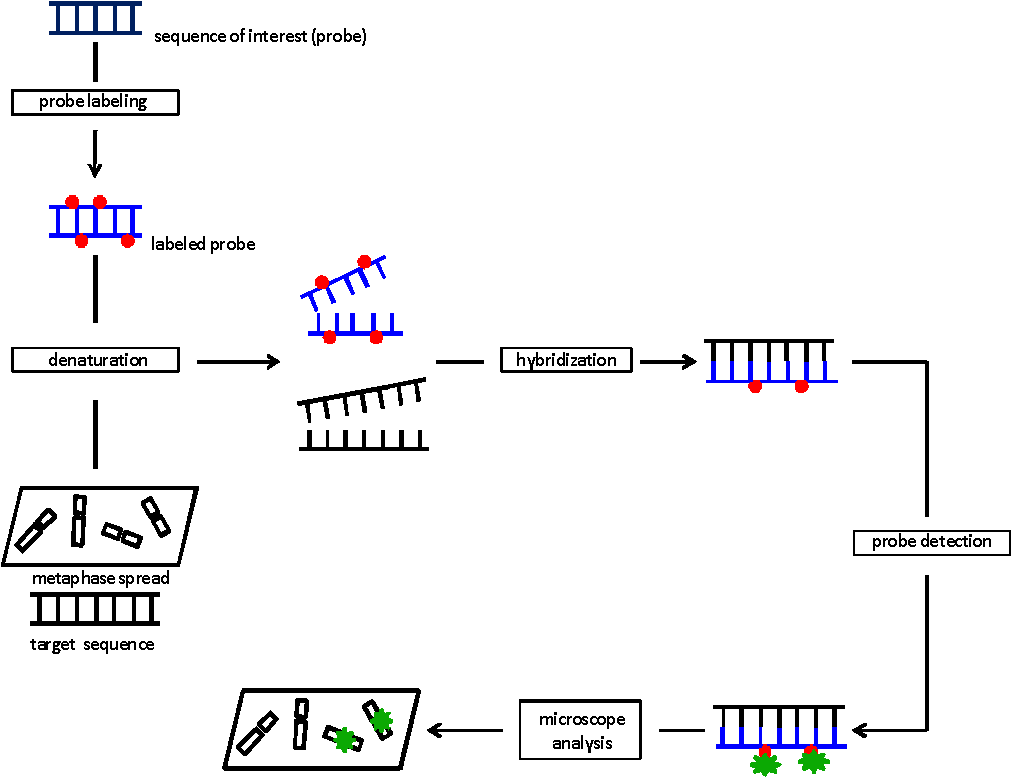 sequence of interest (probe)
probe labeling
labeled probe
denaturation
hybridization
probe detection
metaphase spread
target sequence
microscope
analysis